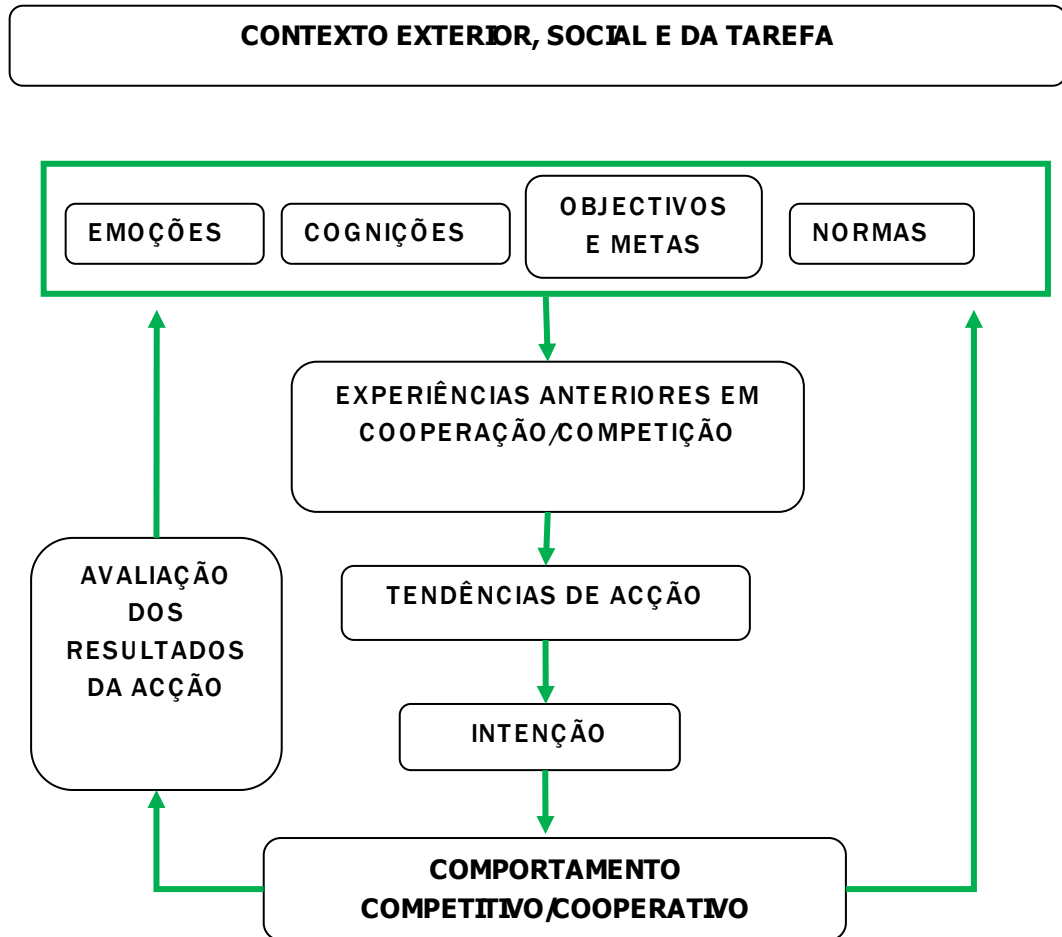 CONTEXTO EXTERIOR, SOCIAL E DA TAREFA
EMOÇÕES
COGNIÇÕES
OBJECTIVOS
E METAS
NORMAS
EXPERIÊNCIAS ANTERIORES EM
COOPERAÇÃO/COMPETIÇÃO
AVALIAÇÃO
DOS
RESULTADOS
DA ACÇÃO
TENDÊNCIAS DE ACÇÃO
INTENÇÃO
COMPORTAMENTO
COMPETITIVO/COOPERATIVO